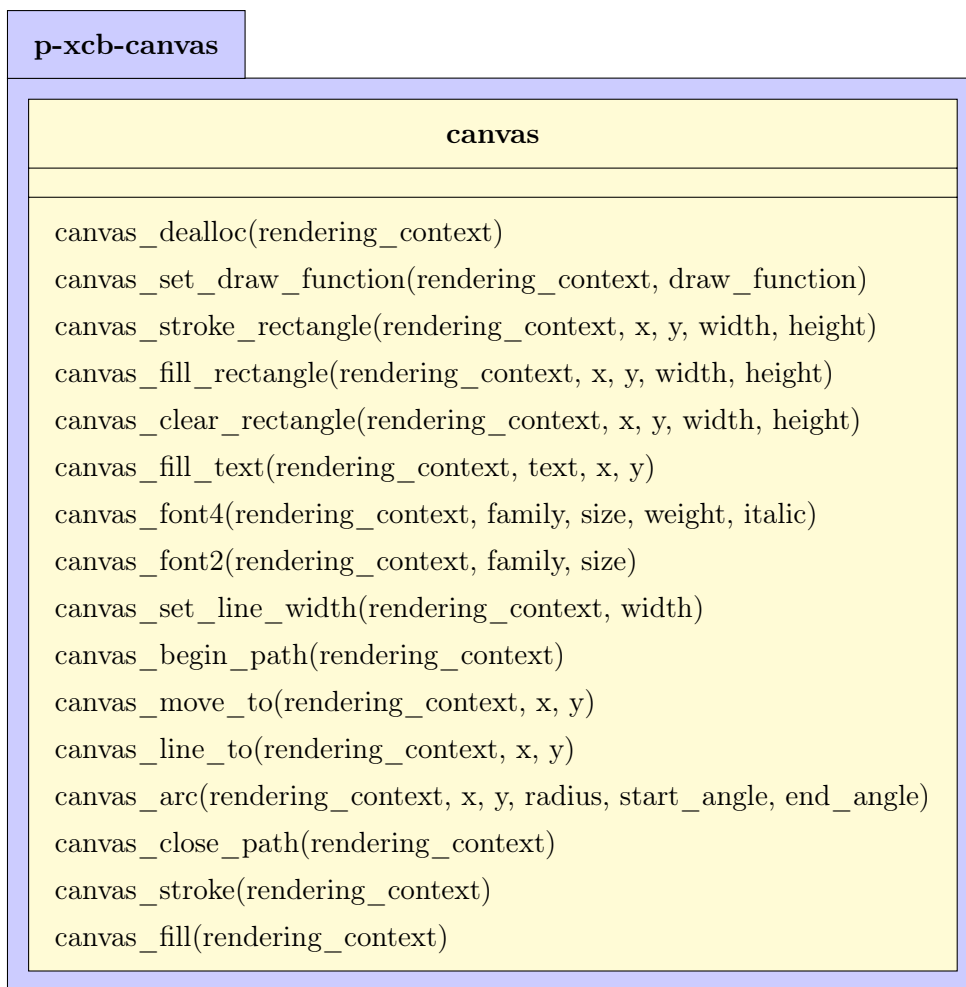 p-xcb-canvas
canvas
canvas_dealloc(rendering_context)
canvas_set_draw_function(rendering_context, draw_function)
canvas_stroke_rectangle(rendering_context, x, y, width, height)
canvas_fill_rectangle(rendering_context, x, y, width, height)
canvas_clear_rectangle(rendering_context, x, y, width, height)
canvas_fill_text(rendering_context, text, x, y)
canvas_font4(rendering_context, family, size, weight, italic)
canvas_font2(rendering_context, family, size)
canvas_set_line_width(rendering_context, width)
canvas_begin_path(rendering_context)
canvas_move_to(rendering_context, x, y)
canvas_line_to(rendering_context, x, y)
canvas_arc(rendering_context, x, y, radius, start_angle, end_angle)
canvas_close_path(rendering_context)
canvas_stroke(rendering_context)
canvas_fill(rendering_context)